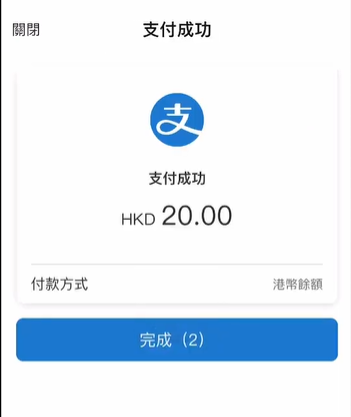 關閉 支付成功
支
支付成功
HKD 20.00
付款方式 港幣餘額
完成（2）